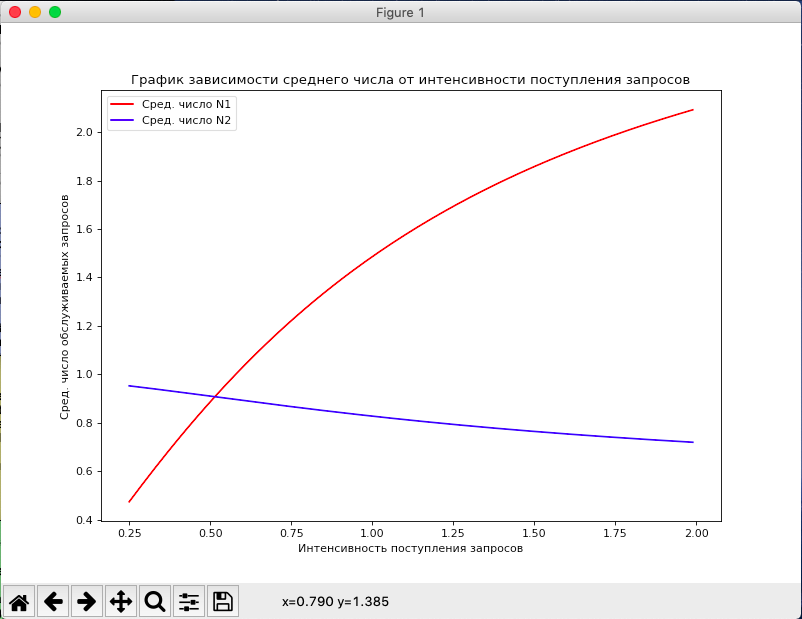 Figure 1
График зависимости среднего числа от интенсивности поступления запросов
Сред. число N1
Сред. число N2
Сред. число обслуживаемых запросов
2.0
1.8
1.6
1.4
1.2
1.0
0.8
0.6
0.4
0.25 0.50 0.75 1.00 1.25 1.50 1.75 2.00
Интенсивность поступления запросов
x=0.790 y=1.385